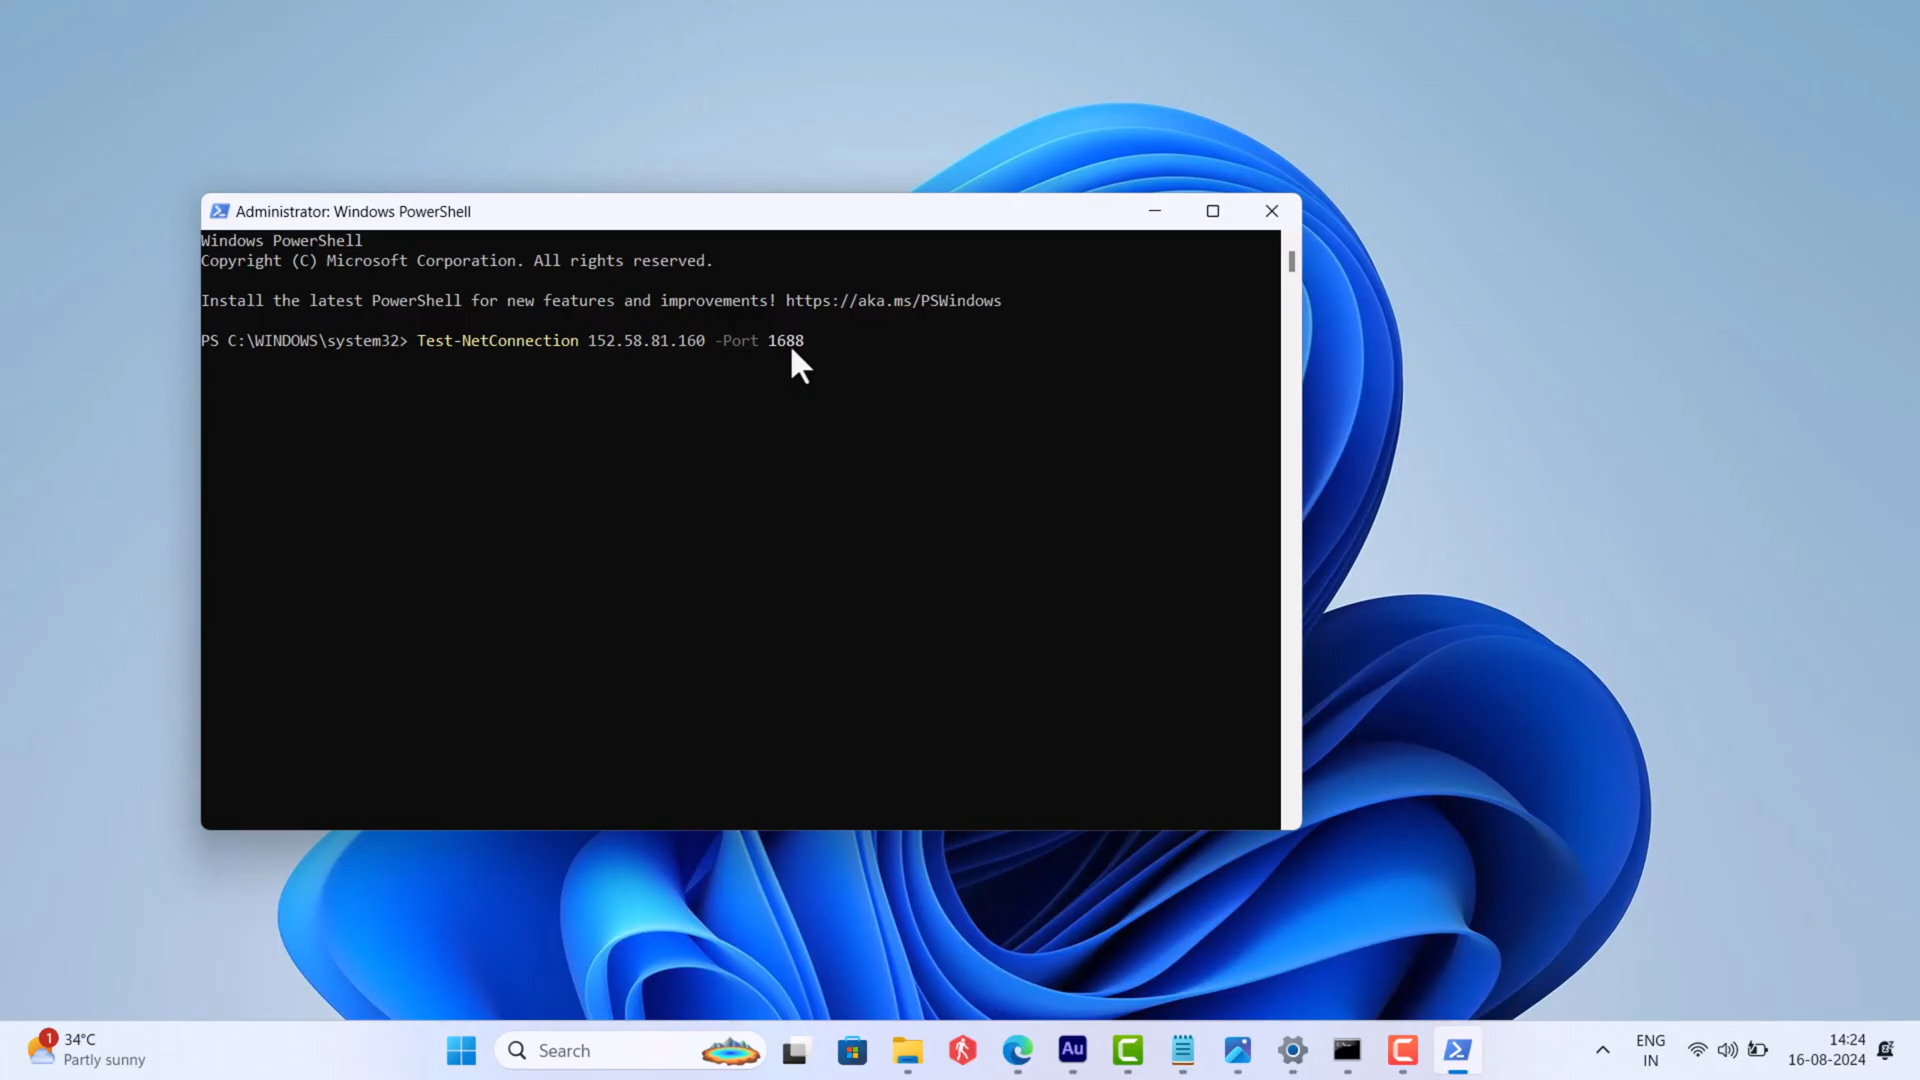 Administrator: Windows PowerShell
Windows PowerShell
Copyright (C) Microsoft Corporation. All rights reserved.
Install the latest PowerShell for new features and improvements! https://aka.ms/PSWindows
PS C:\WINDOWS\system32> Test-NetConnection 152.58.81.160 -Port 1688
1
34°C
Partly sunny
Search
Au
ENG
IN
14:24
16-08-2024